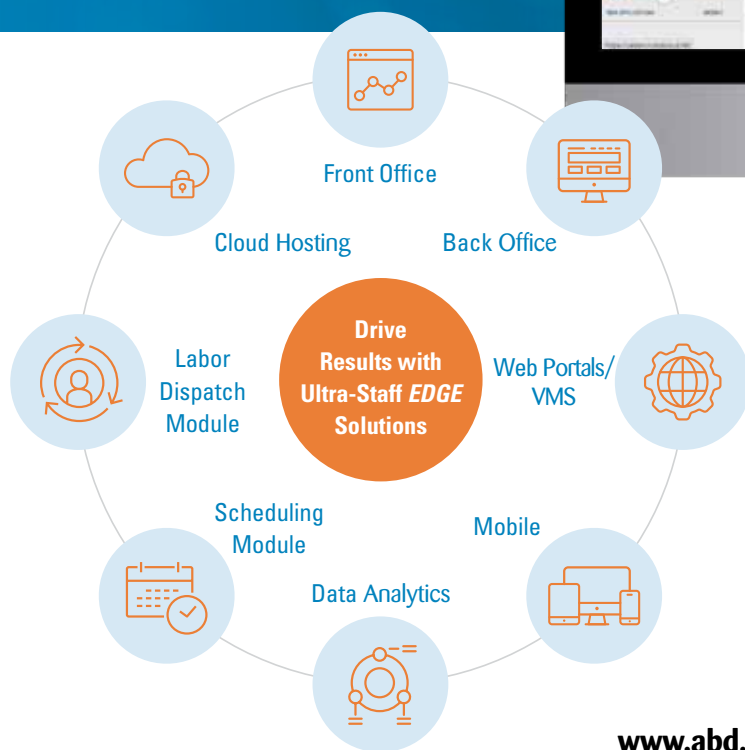 Front Office
Cloud Hosting
Back Office
Drive
Results with
Ultra-Staff EDGE
Solutions
Labor
Dispatch
Module
Web Portals/
VMS
Scheduling
Module
Mobile
Data Analytics
www.abd.